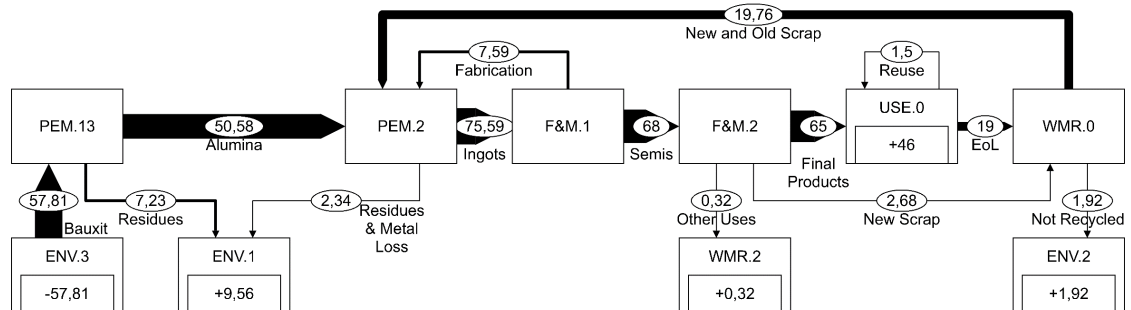 19,76
New and Old Scrap
7,59
Fabrication
1,5
Reuse
PEM.13
50,58
Alumina
PEM.2
75,59
Ingots
F&M.1
68
Semis
F&M.2
65
Final
Products
USE.0
+46
19
EoL
WMR.0
57,81
Bauxit
7,23
Residues
2,34
Residues
& Metal
Loss
0,32
Other Uses
2,68
New Scrap
1,92
Not Recycled
ENV.3
-57,81
ENV.1
+9,56
WMR.2
+0,32
ENV.2
+1,92